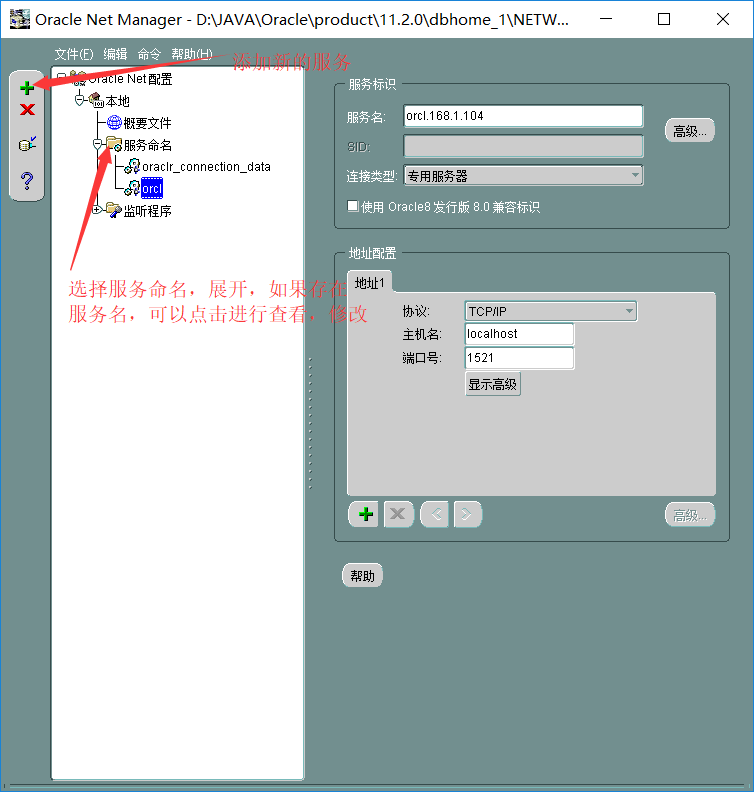 Oracle Net Manager - D:\JAVA\Oracle\product\11.2.0\dbhome_1\NETW...
文件(F) 编辑 命令 帮助(H)
添加新的服务
Oracle Net 配置
本地
概要文件
服务命名
oraclr_connection_data
orcl
监听程序
选择服务命名，展开，如果存在
服务名，可以点击进行查看，修改
服务标识
服务名: orcl.168.1.104
高级...
SID:
连接类型: 专用服务器
使用 Oracle8 发行版 8.0 兼容标识
地址配置
地址1
协议: TCP/IP
主机名: localhost
端口号: 1521
显示高级
高级...
帮助